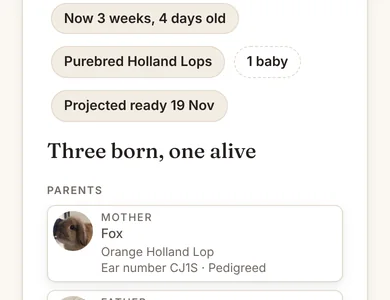 Now 3 weeks, 4 days old
Purebred Holland Lops
1 baby
Projected ready 19 Nov
Three born, one alive
PARENTS
MOTHER
Fox
Orange Holland Lop
Ear number CJ1S · Pedigreed
FATHER